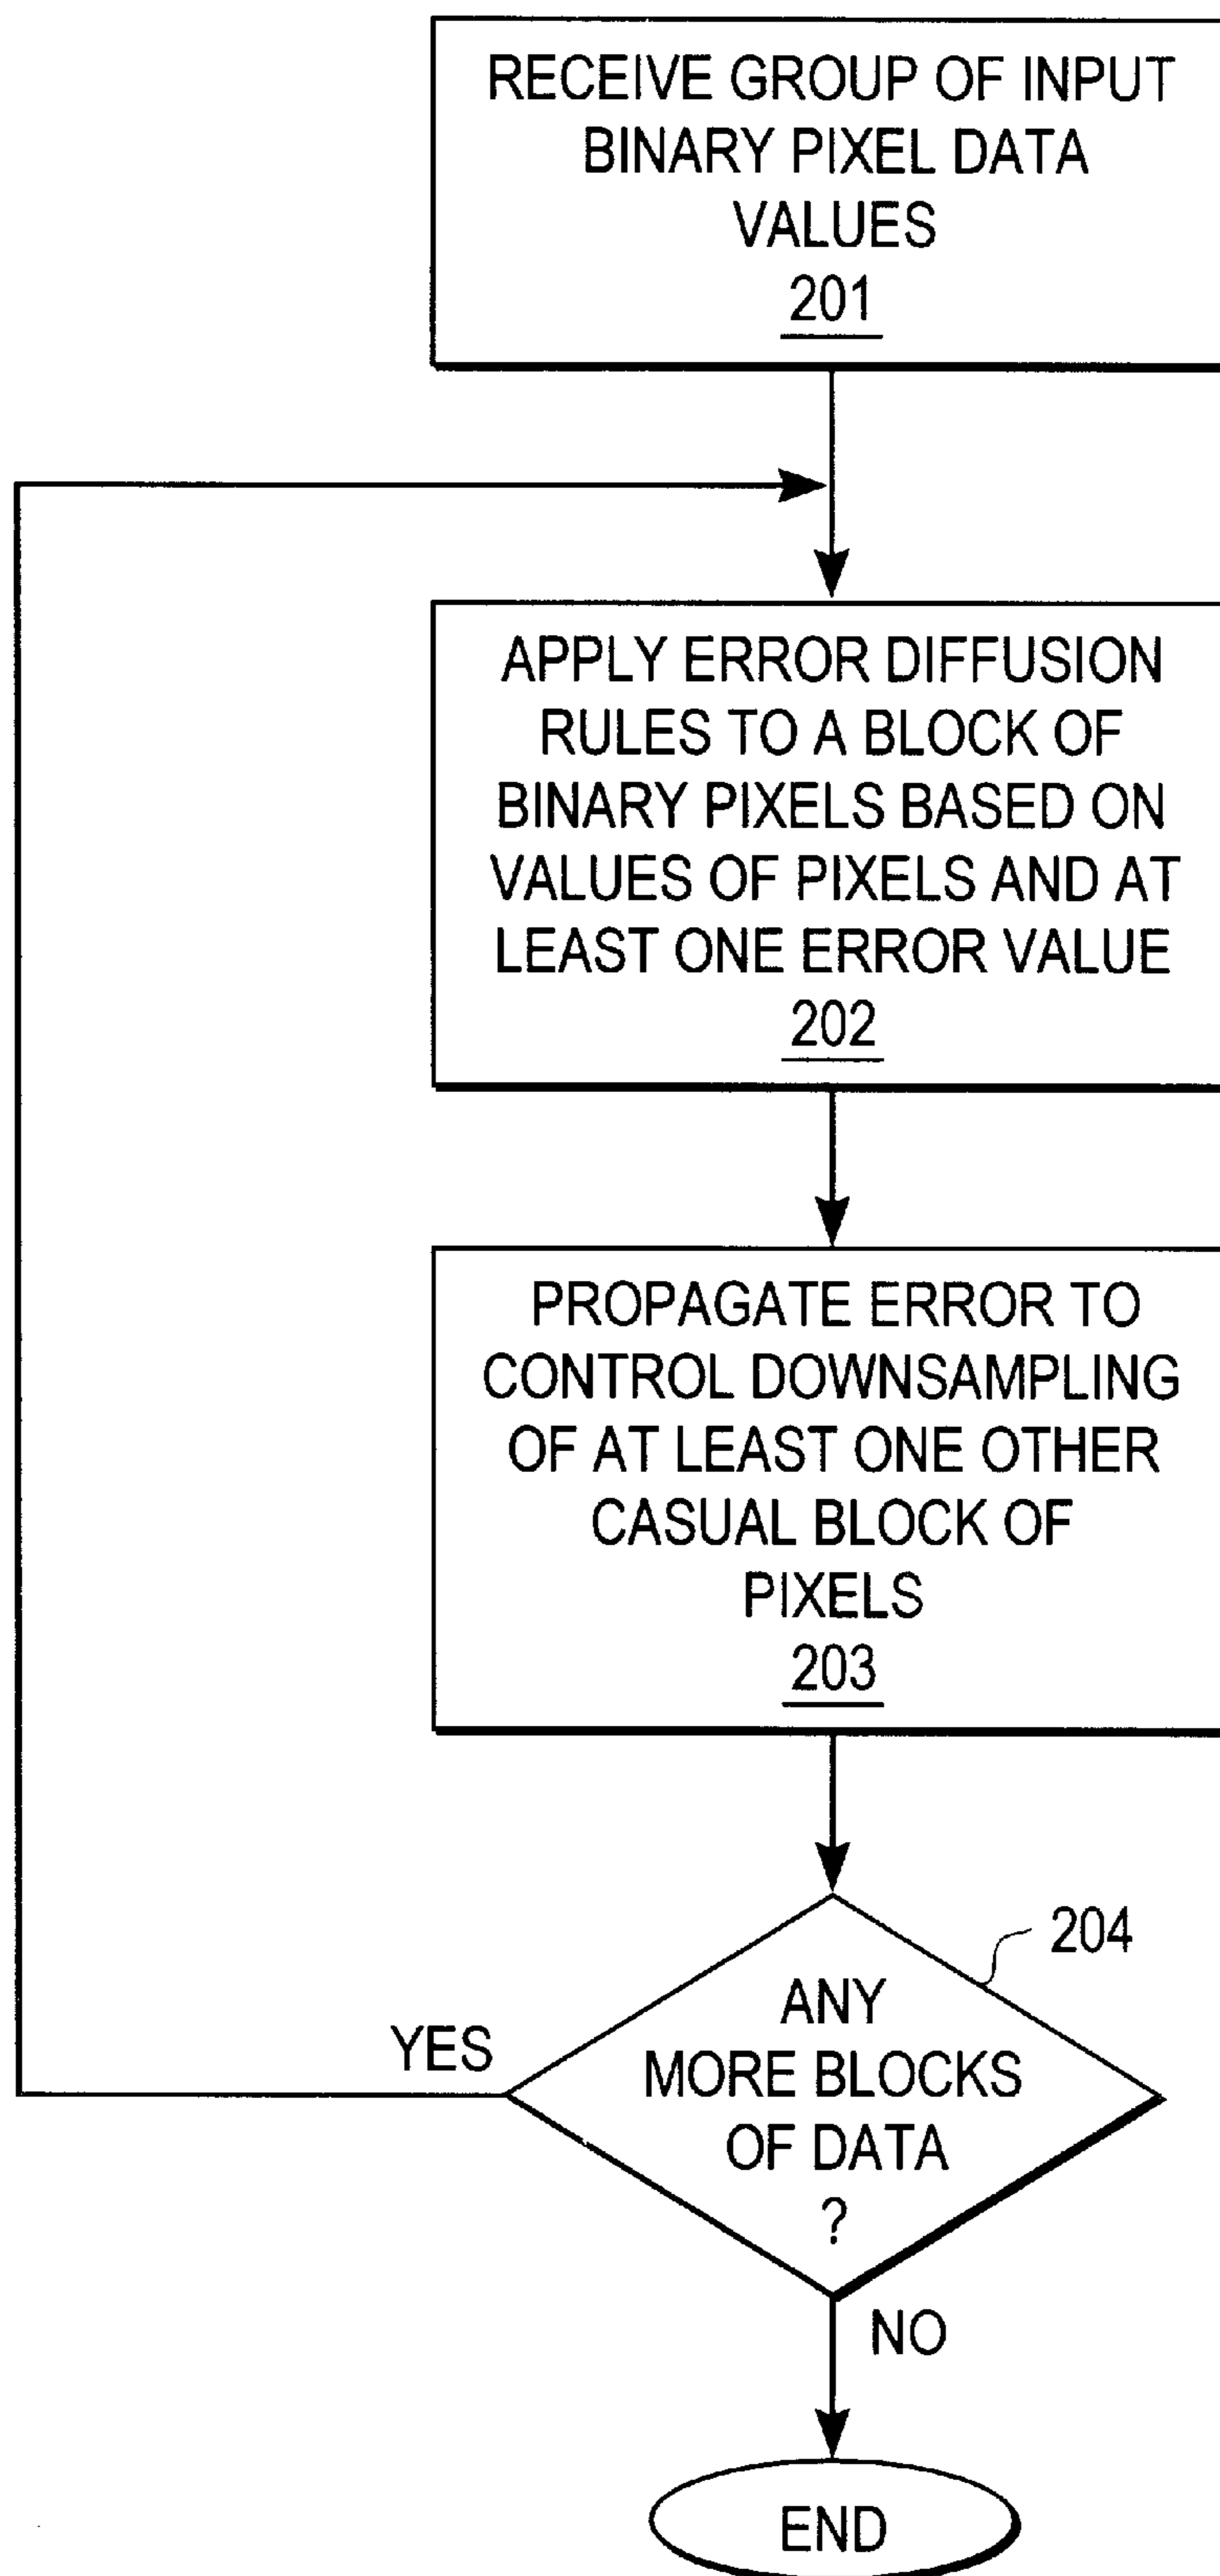 RECEIVE GROUP OF INPUT
BINARY PIXEL DATA
VALUES
201
APPLY ERROR DIFFUSION
RULES TO A BLOCK OF
BINARY PIXELS BASED ON
VALUES OF PIXELS AND AT
LEAST ONE ERROR VALUE
202
PROPAGATE ERROR TO
CONTROL DOWNSAMPLING
OF AT LEAST ONE OTHER
CASUAL BLOCK OF
PIXELS
203
204
ANY
MORE BLOCKS
OF DATA
?
YES
NO
END